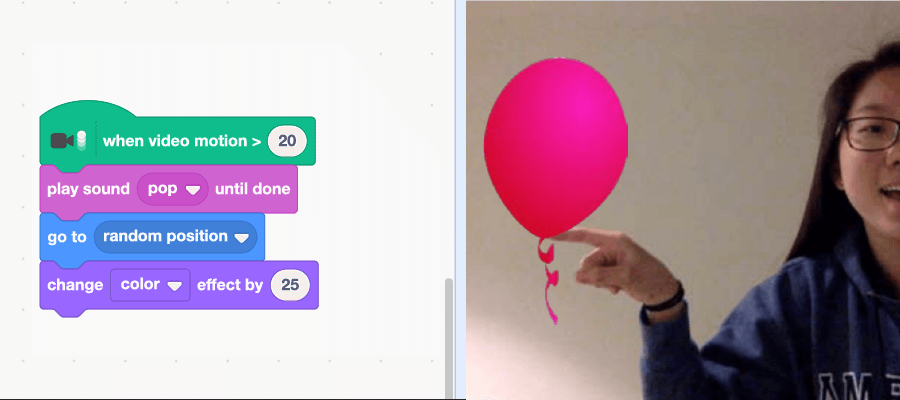 when video motion > 20
play sound pop until done
go to random position
change color effect by 25